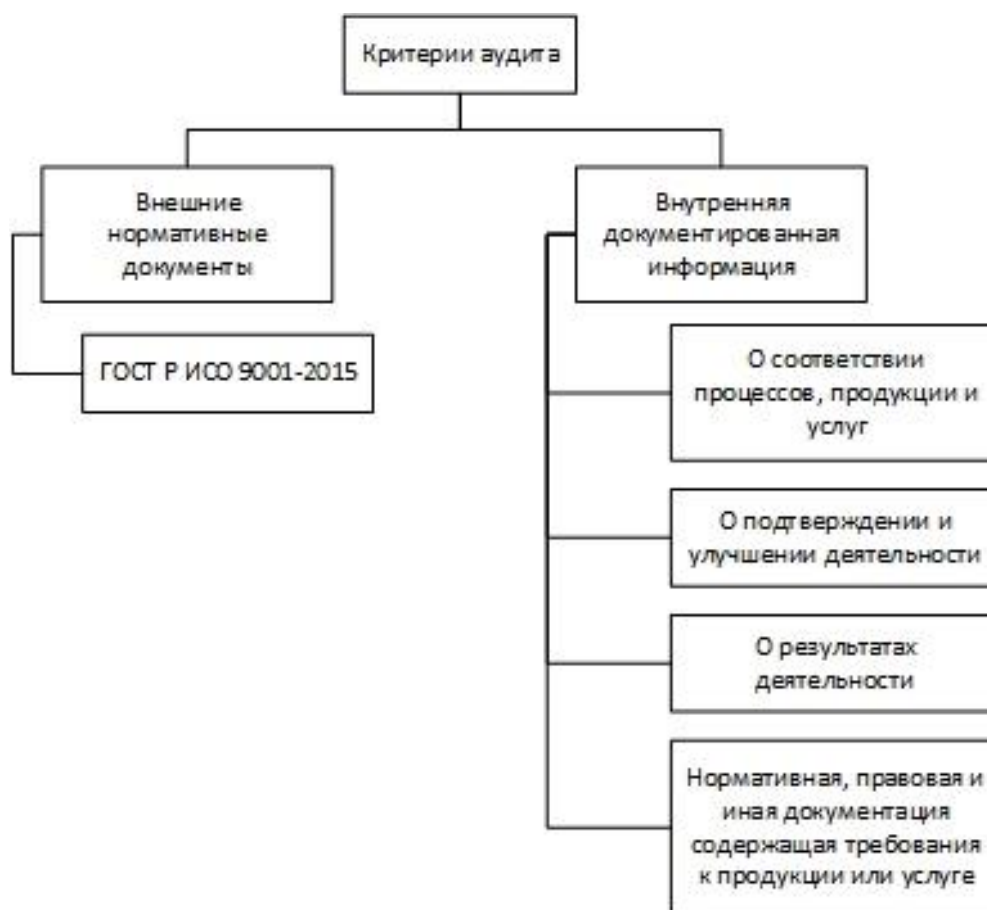 Критерии аудита
Внешние
нормативные
документы
ГОСТ Р ИСО 9001-2015
Внутренняя
документированная
информация
О соответствии
процессов, продукции и
услуг
О подтверждении и
улучшении деятельности
О результатах
деятельности
Нормативная, правовая и
иная документация
содержащая требования
к продукции или услуге